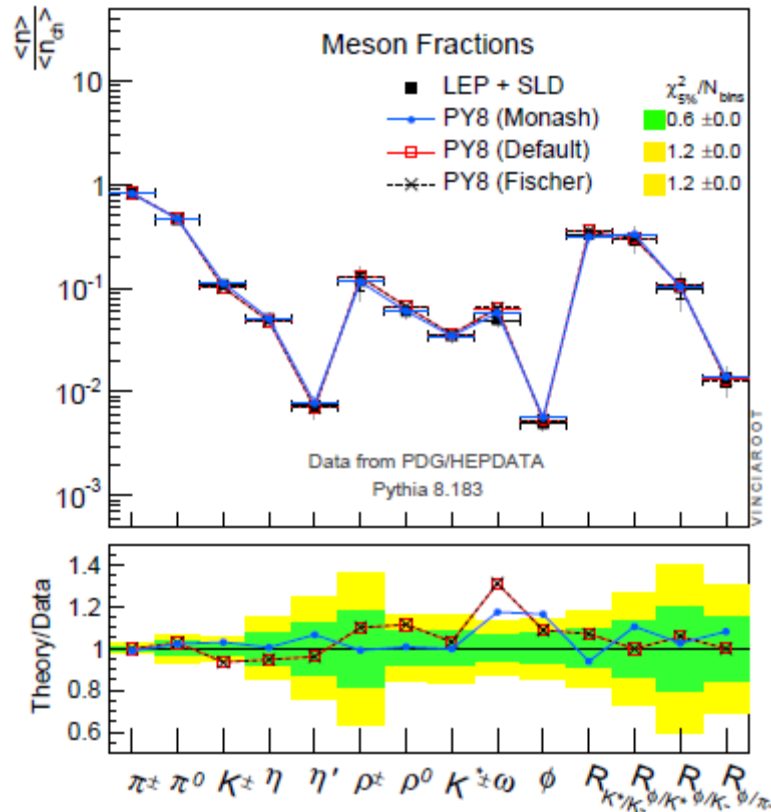 <n>
<n_ch>
Meson Fractions
LEP + SLD
χ²5%/Nbins
PY8 (Monash)
0.6 ±0.0
PY8 (Default)
1.2 ±0.0
PY8 (Fischer)
1.2 ±0.0
10
1
10⁻¹
10⁻²
10⁻³
Data from PDG/HEPDATA
Pythia 8.183
VINCIAROOT
Theory/Data
1.4
1.2
1
0.8
0.6
π± π⁰ K± η η' ρ± ρ⁰ K*± ω φ R K*/K R φ/K* R φ/K R φ/π